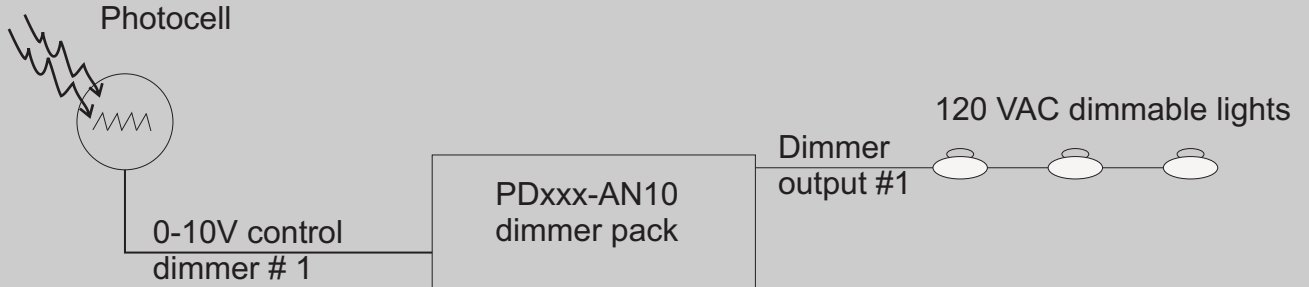 Photocell
120 VAC dimmable lights
Dimmer
output #1
PDxxx-AN10
dimmer pack
0-10V control
dimmer # 1